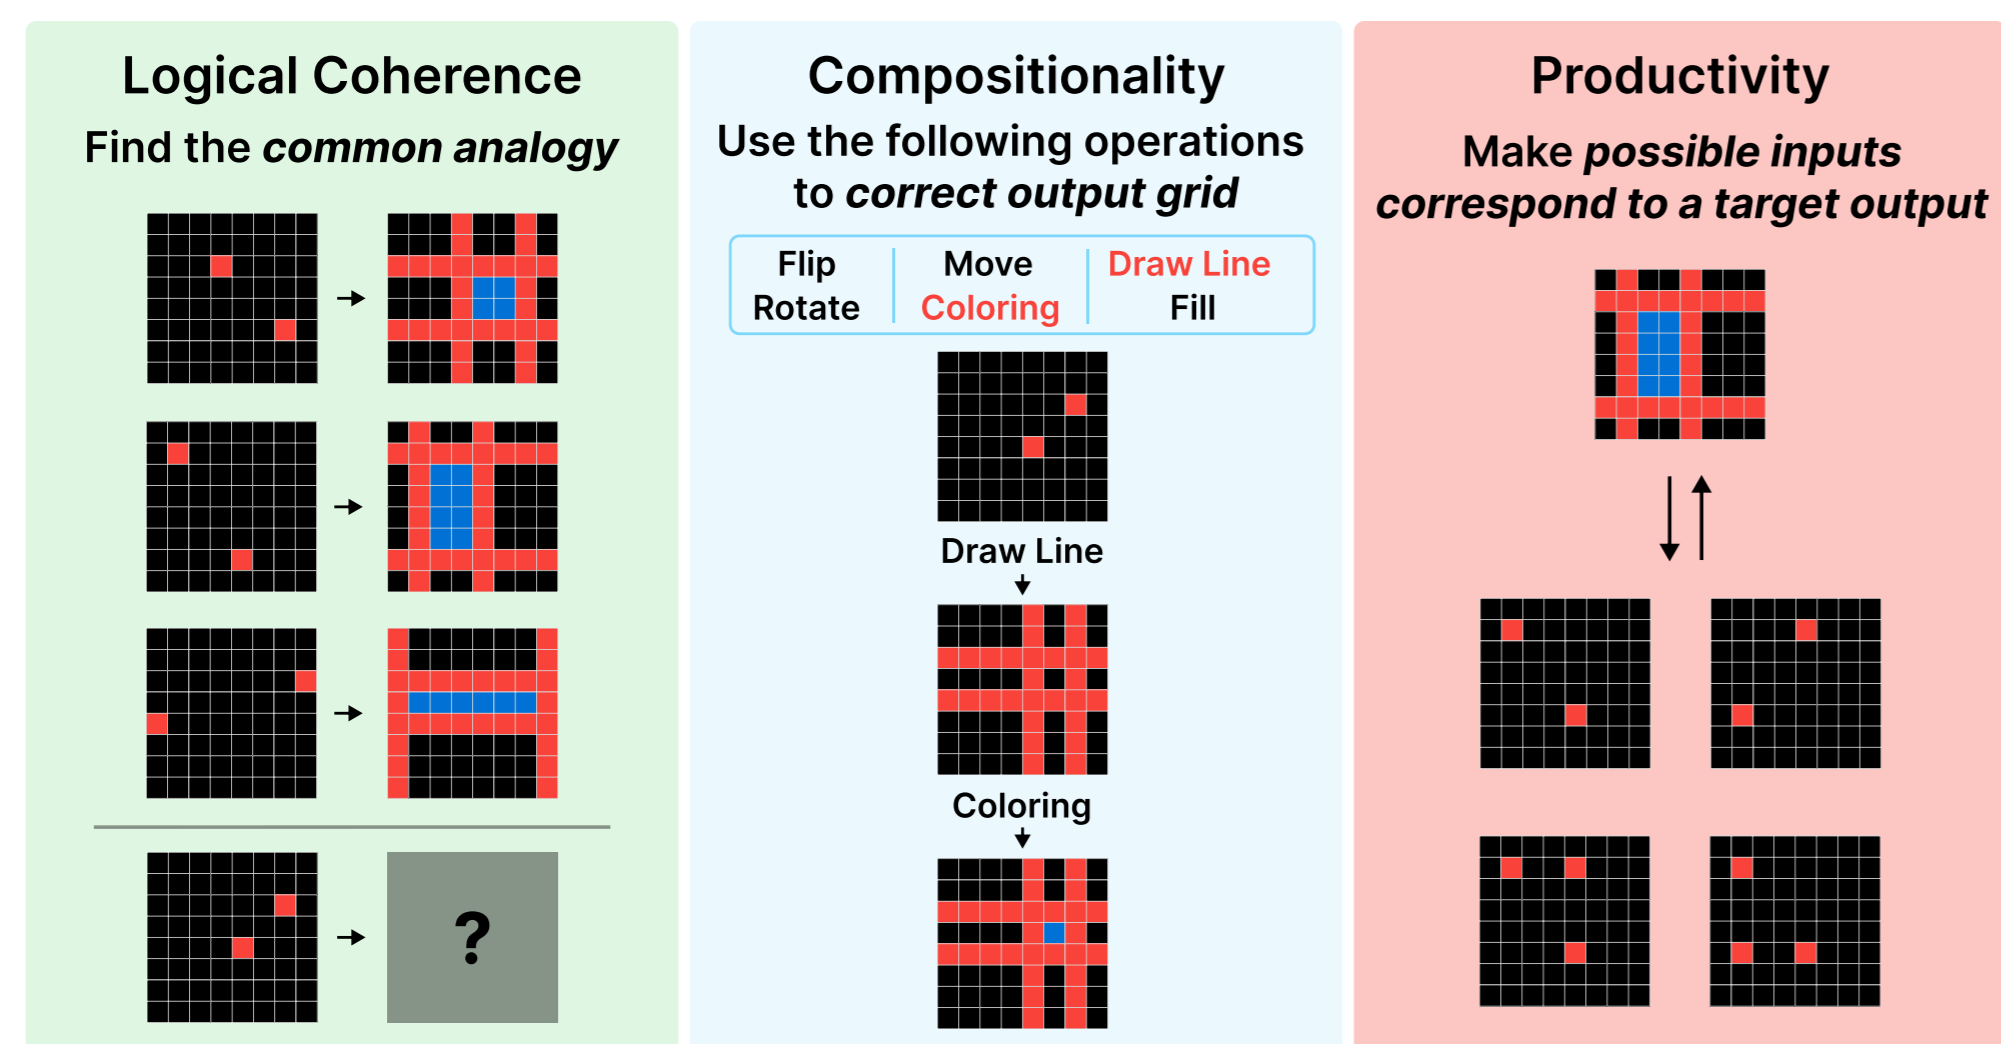 Logical Coherence
Find the common analogy
?
Compositionality
Use the following operations
to correct output grid
Flip
Move
Draw Line
Rotate
Coloring
Fill
Draw Line
Coloring
Productivity
Make possible inputs
correspond to a target output